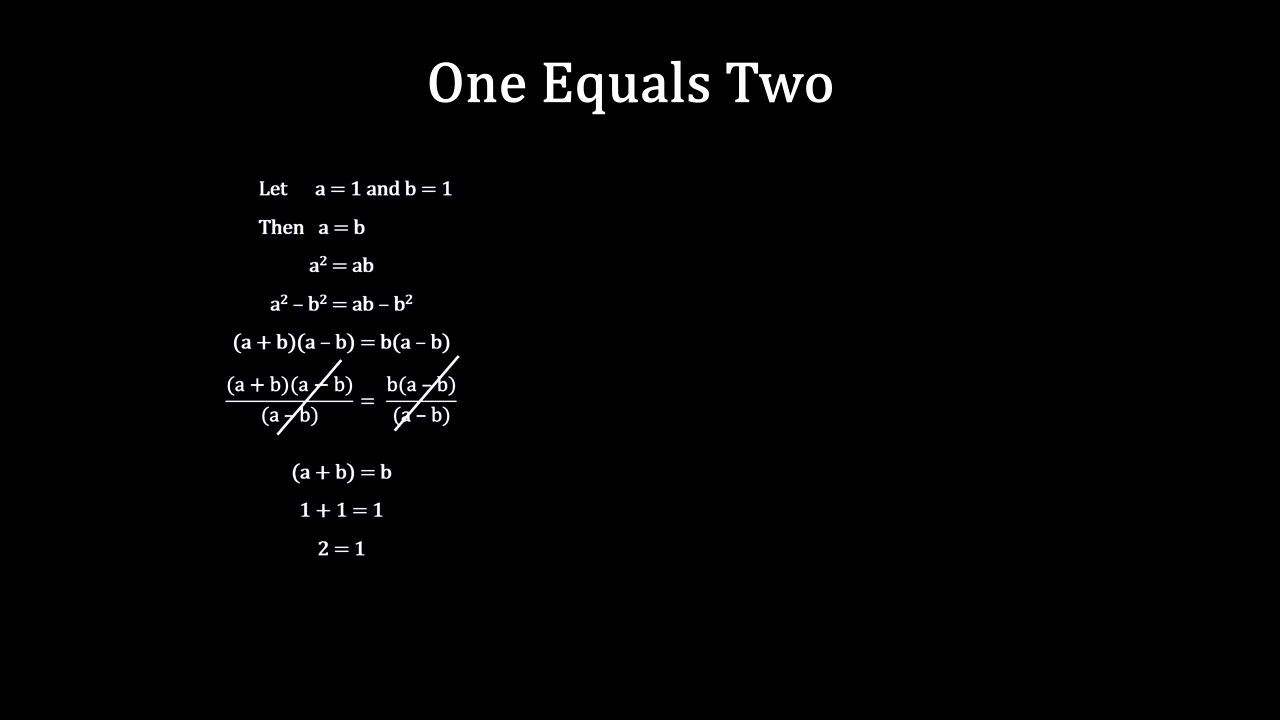 One Equals Two
Let a = 1 and b = 1
Then a = b
a² = ab
a² – b² = ab – b²
(a + b)(a – b) = b(a – b)
(a + b)(a – b) / (a – b) = b(a – b) / (a – b)
(a + b) = b
1 + 1 = 1
2 = 1